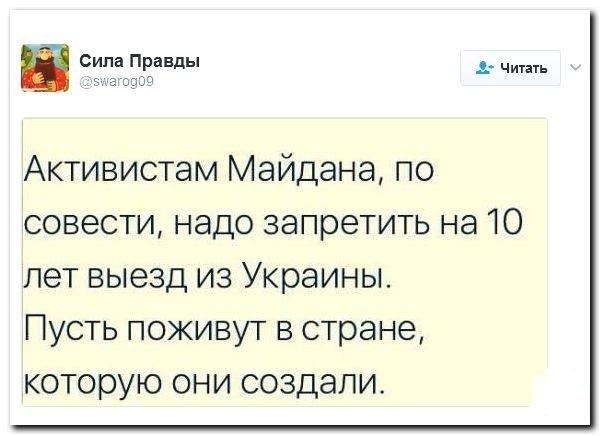 Сила Правды
@swarog09
Читать
Активистам Майдана, по
совести, надо запретить на 10
лет выезд из Украины.
Пусть поживут в стране,
которую они создали.